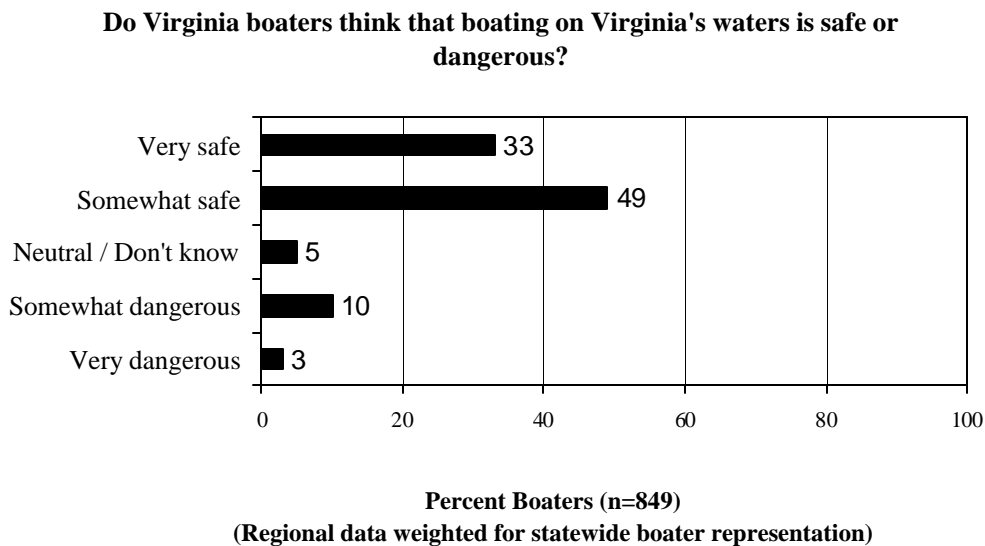 Do Virginia boaters think that boating on Virginia's waters is safe or
dangerous?
Very safe 33
Somewhat safe 49
Neutral / Don't know 5
Somewhat dangerous 10
Very dangerous 3
0 20 40 60 80 100
Percent Boaters (n=849)
(Regional data weighted for statewide boater representation)